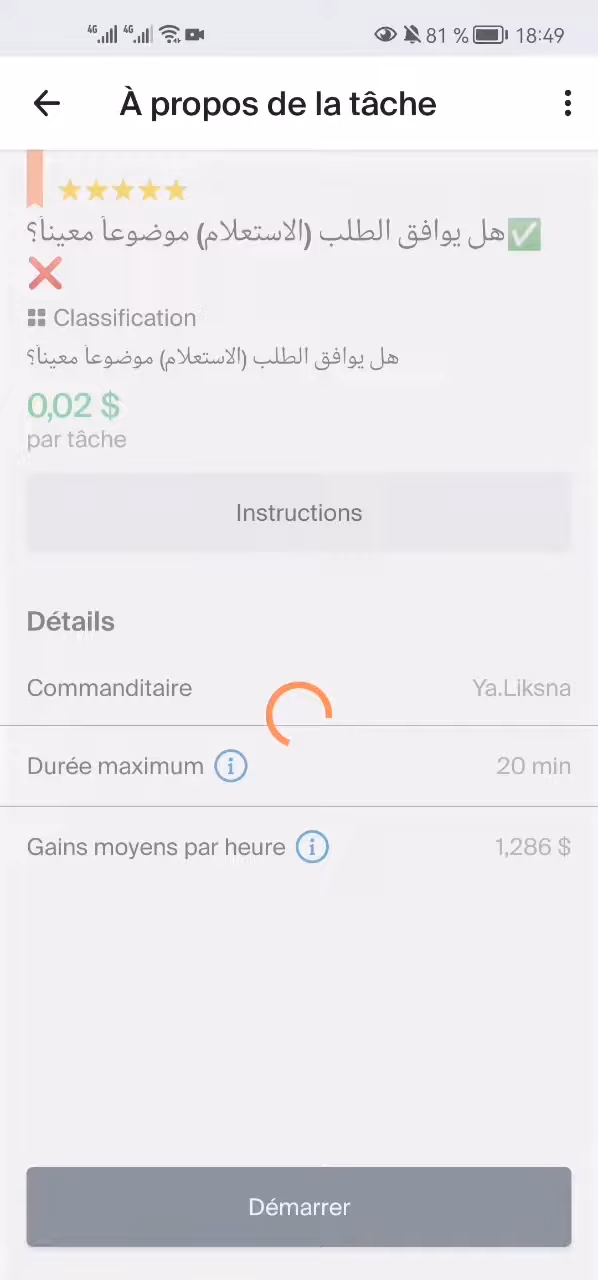 4G 4G 81 % 18:49
À propos de la tâche
✅هل يوافق الطلب (الاستعلام) موضوعاً معيناً؟
❌
Classification
هل يوافق الطلب (الاستعلام) موضوعاً معيناً؟
0,02 $
par tâche
Instructions
Détails
Commanditaire Ya.Liksna
Durée maximum i 20 min
Gains moyens par heure i 1,286 $
Démarrer